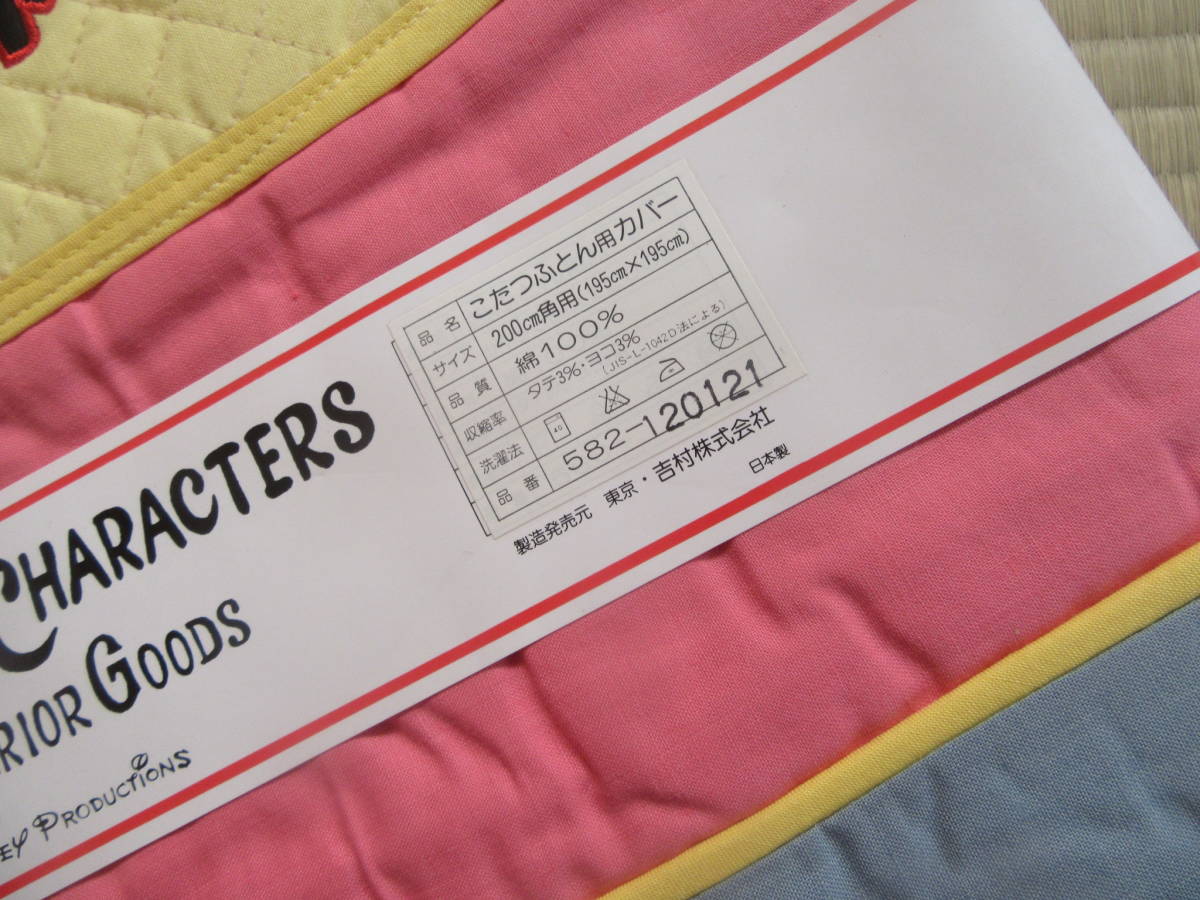 CHARACTERS
GOODS
PRODUCTIONS
品名 こたつふとん用カバー
サイズ 200cm角用(195cm×195cm)
品質 綿100%
収縮率 タテ3%・ヨコ3%
(JIS-L-1042D法による)
洗濯法 40
品番 582-120121
製造発売元 東京・吉村株式会社
日本製